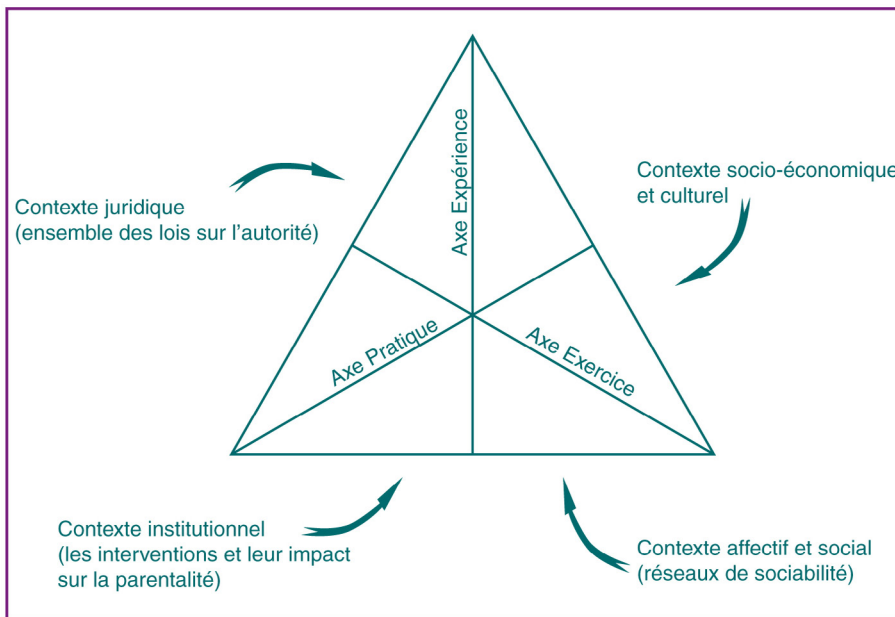 Axe Expérience
Contexte socio-économique
et culturel
Contexte juridique
(ensemble des lois sur l'autorité)
Axe Pratique
Axe Exercice
Contexte institutionnel
(les interventions et leur impact
sur la parentalité)
Contexte affectif et social
(réseaux de sociabilité)